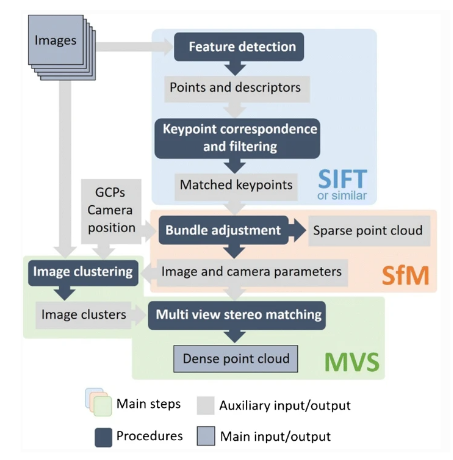 Images
Feature detection
Points and descriptors
Keypoint correspondence
and filtering
Matched keypoints
SIFT
or similar
GCPs
Camera
position
Bundle adjustment
Sparse point cloud
Image clustering
Image and camera parameters
SfM
Image clusters
Multi view stereo matching
Dense point cloud
MVS
Main steps
Auxiliary input/output
Procedures
Main input/output